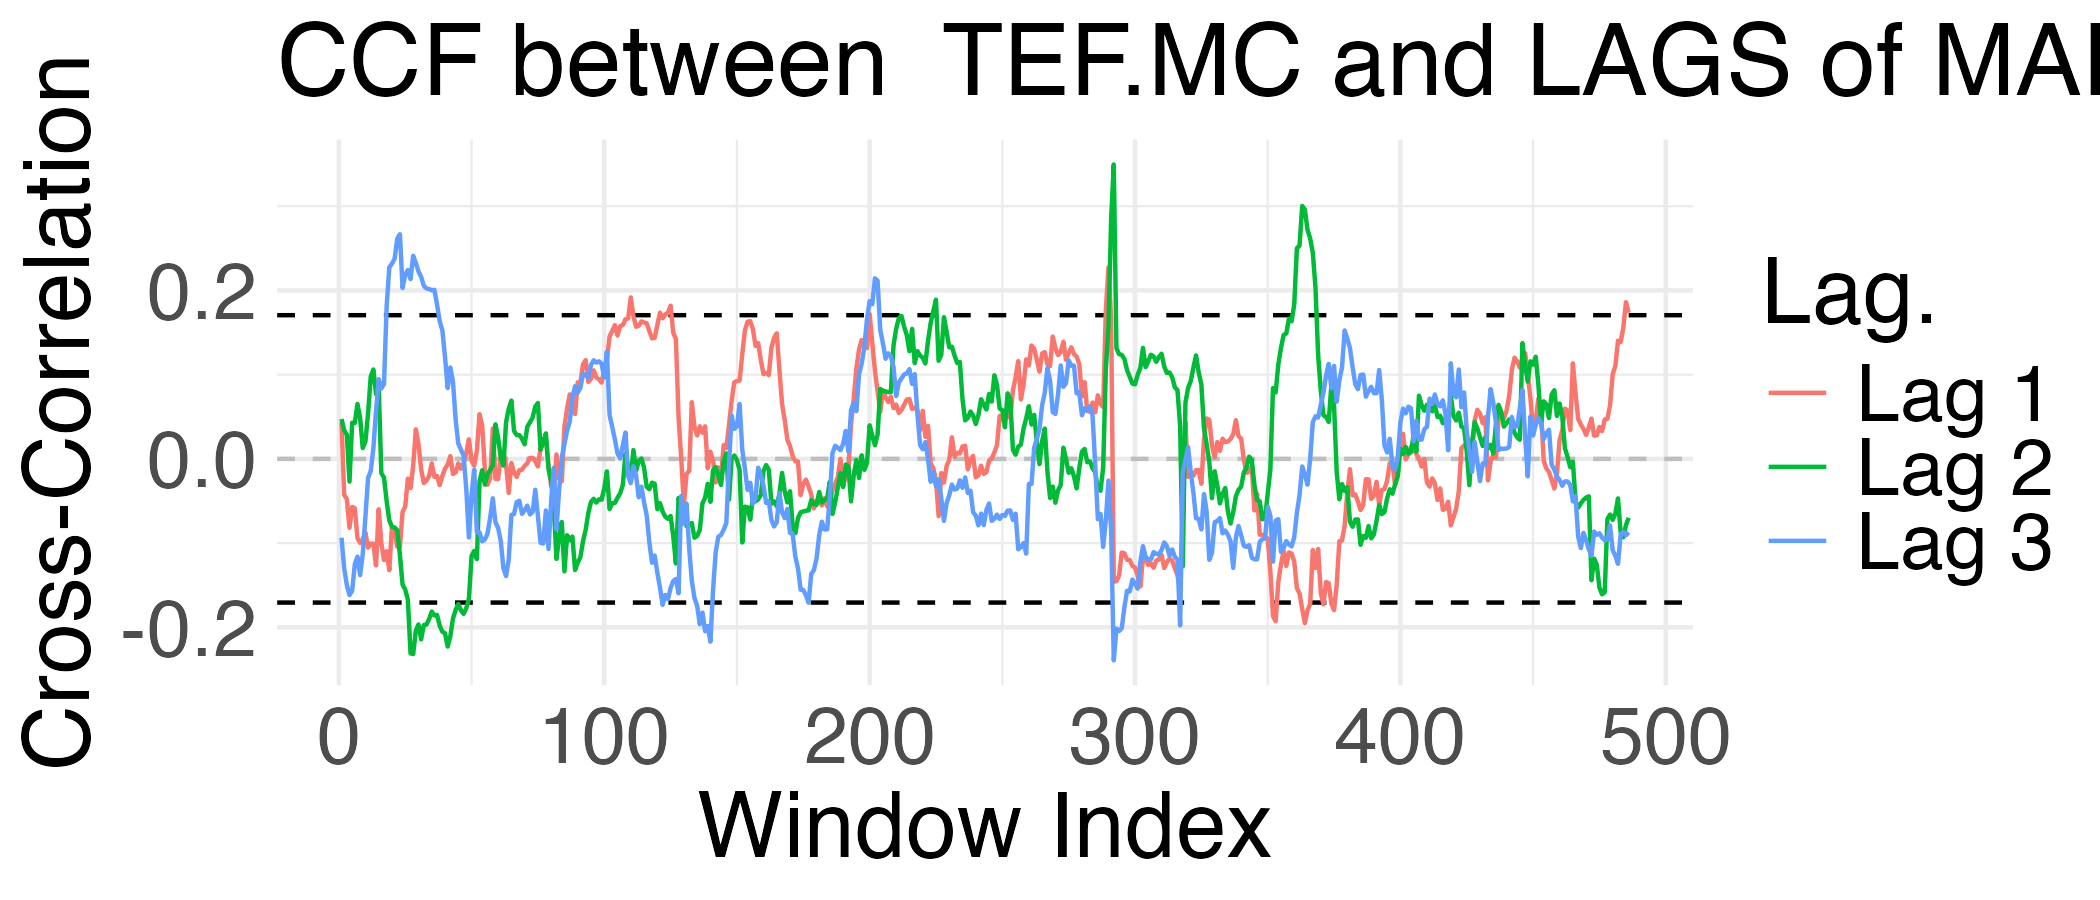 CCF between TEF.MC and LAGS of
Cross-Correlation
0.2
0.0
-0.2
0 100 200 300 400 500
Window Index
Lag.
Lag 1
Lag 2
Lag 3